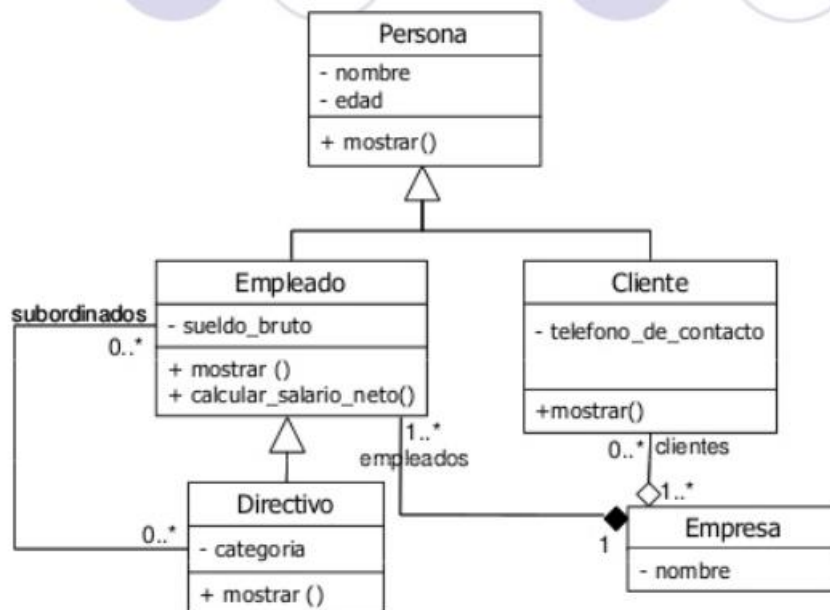 Persona
- nombre
- edad
+ mostrar()
Empleado
- sueldo_bruto
+ mostrar ()
+ calcular_salario_neto()
Cliente
- telefono_de_contacto
+mostrar()
subordinados
0..*
1..*
empleados
0..* clientes
1..*
Directivo
- categoria
+ mostrar ()
0..*
1
Empresa
- nombre